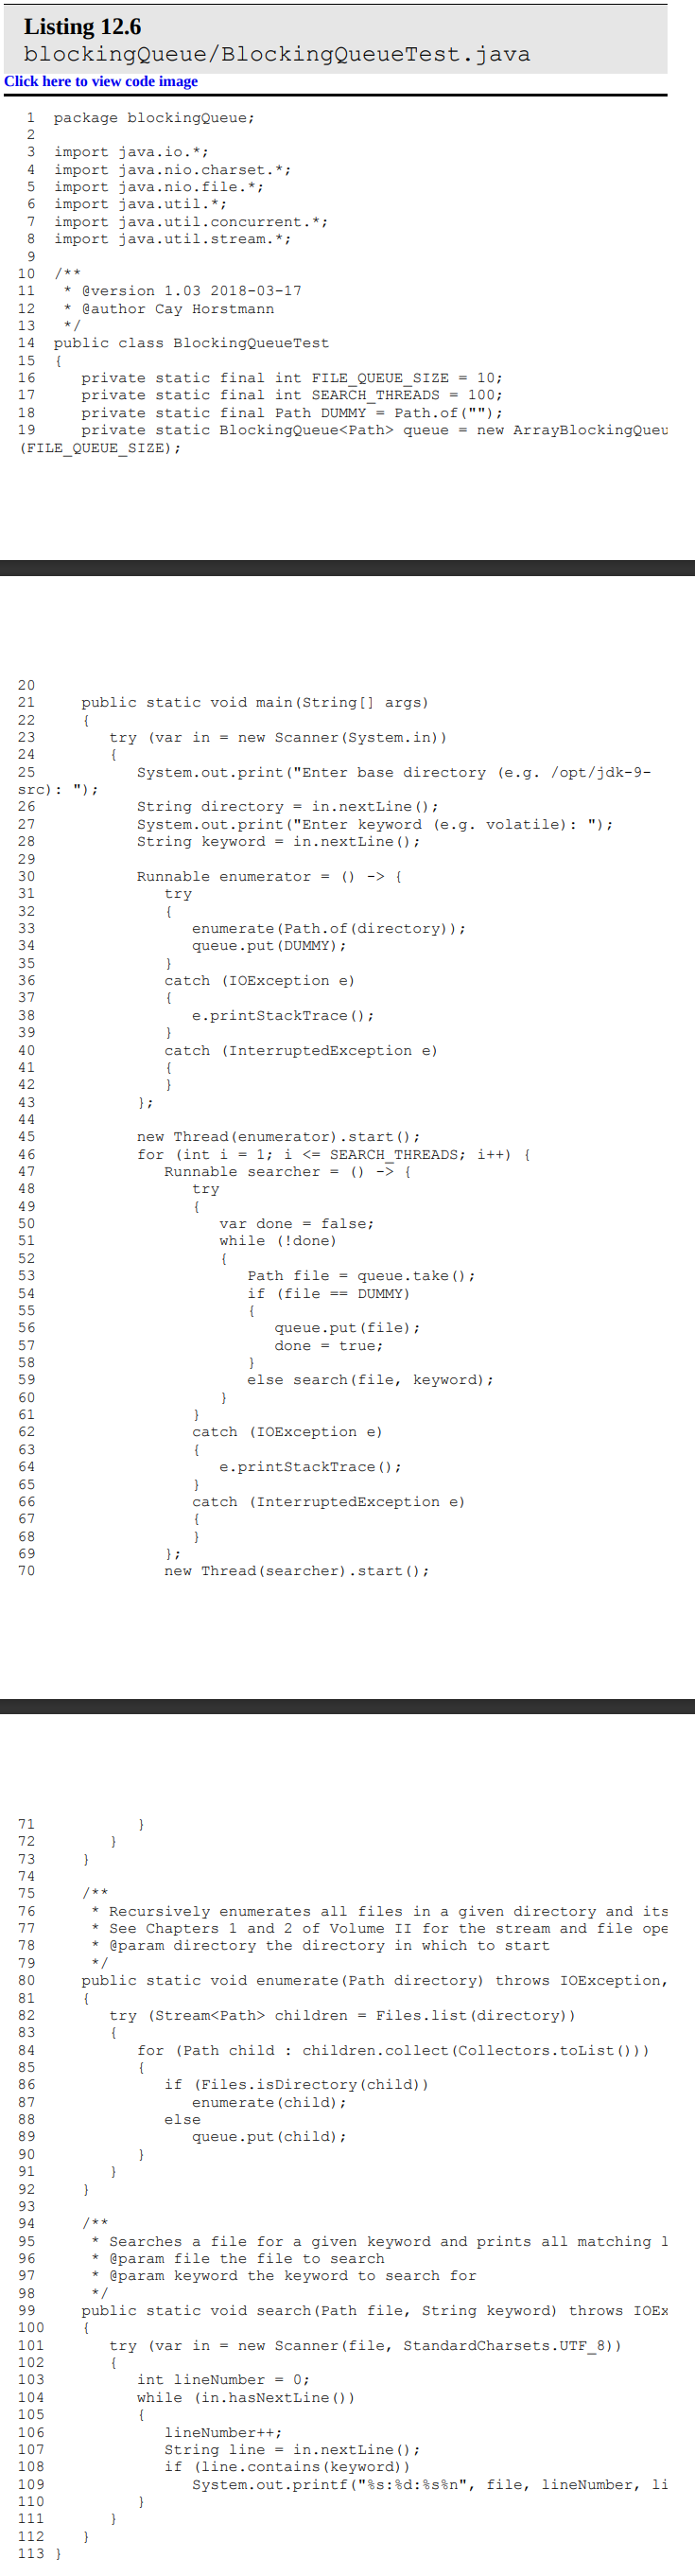 Listing 12.6
blockingQueue/BlockingQueueTest.java
Click here to view code image
1 package blockingQueue;
2
3 import java.io.*;
4 import java.nio.charset.*;
5 import java.nio.file.*;
6 import java.util.*;
7 import java.util.concurrent.*;
8 import java.util.stream.*;
9
10 /**
11  * @version 1.03 2018-03-17
12  * @author Cay Horstmann
13  */
14 public class BlockingQueueTest
15 {
16    private static final int FILE_QUEUE_SIZE = 10;
17    private static final int SEARCH_THREADS = 100;
18    private static final Path DUMMY = Path.of("");
19    private static BlockingQueue<Path> queue = new ArrayBlockingQueu
(FILE_QUEUE_SIZE);
20
21    public static void main(String[] args)
22    {
23       try (var in = new Scanner(System.in))
24       {
25          System.out.print("Enter base directory (e.g. /opt/jdk-9-
src): ");
26          String directory = in.nextLine();
27          System.out.print("Enter keyword (e.g. volatile): ");
28          String keyword = in.nextLine();
29
30          Runnable enumerator = () -> {
31             try
32             {
33                enumerate(Path.of(directory));
34                queue.put(DUMMY);
35             }
36             catch (IOException e)
37             {
38                e.printStackTrace();
39             }
40             catch (InterruptedException e)
41             {
42             }
43          };
44
45          new Thread(enumerator).start();
46          for (int i = 1; i <= SEARCH_THREADS; i++) {
47             Runnable searcher = () -> {
48                try
49                {
50                   var done = false;
51                   while (!done)
52                   {
53                      Path file = queue.take();
54                      if (file == DUMMY)
55                      {
56                         queue.put(file);
57                         done = true;
58                      }
59                      else search(file, keyword);
60                   }
61                }
62                catch (IOException e)
63                {
64                   e.printStackTrace();
65                }
66                catch (InterruptedException e)
67                {
68                }
69             };
70             new Thread(searcher).start();
71          }
72       }
73    }
74
75    /**
76     * Recursively enumerates all files in a given directory and its
77     * See Chapters 1 and 2 of Volume II for the stream and file ope
78     * @param directory the directory in which to start
79     */
80    public static void enumerate(Path directory) throws IOException,
81    {
82       try (Stream<Path> children = Files.list(directory))
83       {
84          for (Path child : children.collect(Collectors.toList()))
85          {
86             if (Files.isDirectory(child))
87                enumerate(child);
88             else
89                queue.put(child);
90          }
91       }
92    }
93
94    /**
95     * Searches a file for a given keyword and prints all matching l
96     * @param file the file to search
97     * @param keyword the keyword to search for
98     */
99    public static void search(Path file, String keyword) throws IOEx
100    {
101       try (var in = new Scanner(file, StandardCharsets.UTF_8))
102       {
103          int lineNumber = 0;
104          while (in.hasNextLine())
105          {
106             lineNumber++;
107             String line = in.nextLine();
108             if (line.contains(keyword))
109                System.out.printf("%s:%d:%s%n", file, lineNumber, li
110          }
111       }
112    }
113 }